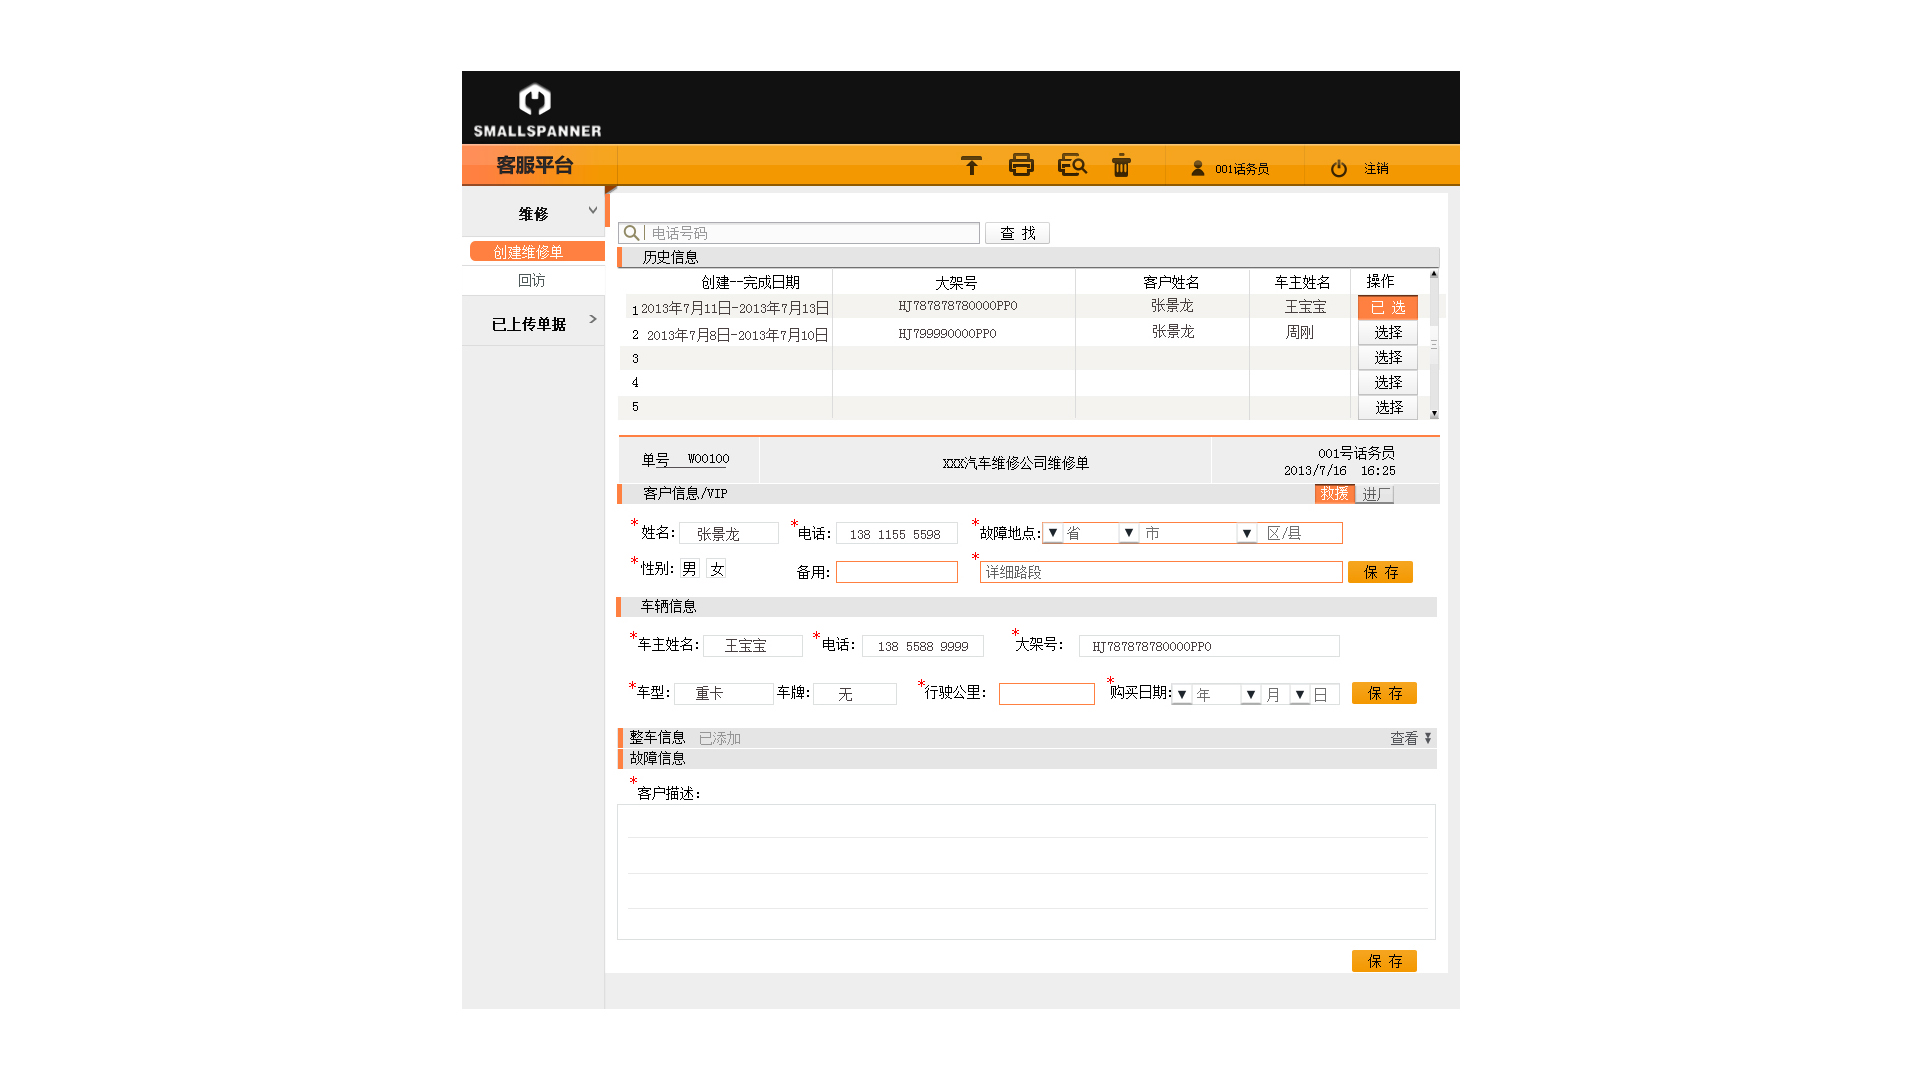 SMALLSPANNER
客服平台
001话务员
注销
维修
创建维修单
回访
已上传单据
电话号码
查 找
历史信息
创建--完成日期 大架号 客户姓名 车主姓名 操作
1 2013年7月11日-2013年7月13日 HJ787878780000PPO 张景龙 王宝宝 已 选
2 2013年7月8日-2013年7月10日 HJ799990000PPO 张景龙 周刚 选择
3 选择
4 选择
5 选择
单号 W00100
XXX汽车维修公司维修单
001号话务员
2013/7/16 16:25
客户信息/VIP 救援 进厂
*姓名: 张景龙 *电话: 138 1155 5598 *故障地点: ▼ 省 ▼ 市 ▼ 区/县
*性别: 男 女 备用: *详细路段 保 存
车辆信息
*车主姓名: 王宝宝 *电话: 138 5588 9999 *大架号: HJ787878780000PPO
*车型: 重卡 车牌: 无 *行驶公里: *购买日期: ▼ 年 ▼ 月 ▼ 日 保 存
整车信息 已添加 查看
故障信息
*客户描述:
保 存